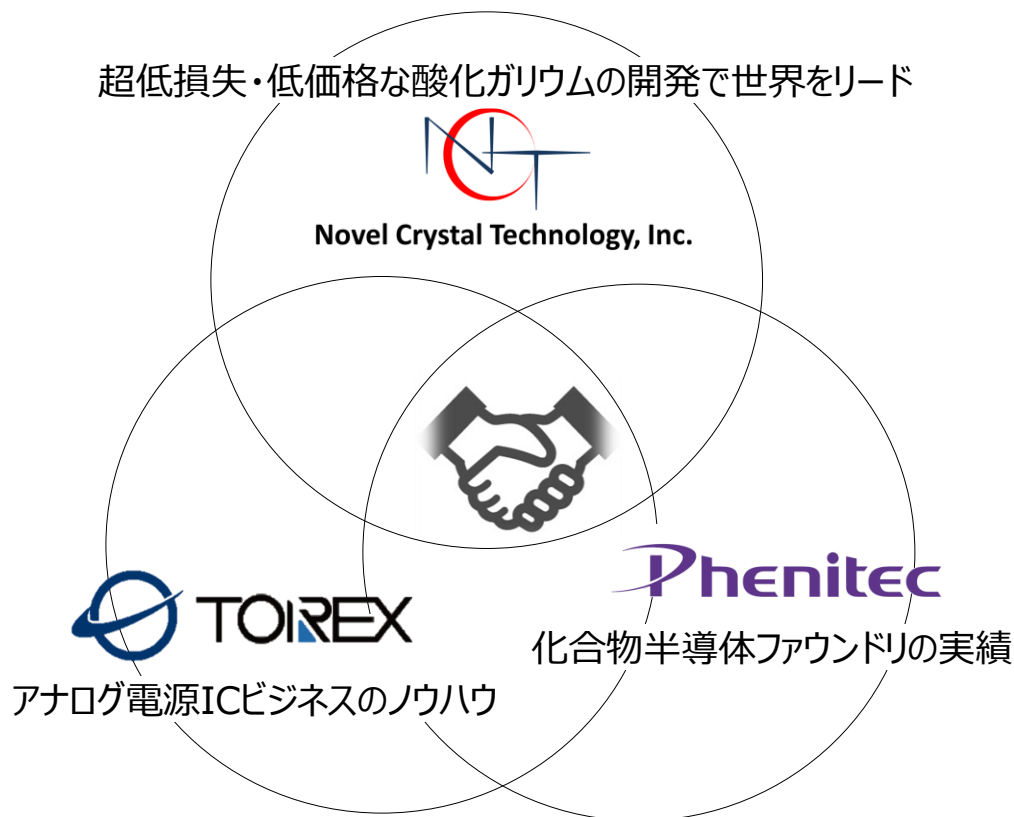 超低損失・低価格な酸化ガリウムの開発で世界をリード
NCT
Novel Crystal Technology, Inc.
TOIREX
アナログ電源ICビジネスのノウハウ
Phenitec
化合物半導体ファウンドリの実績